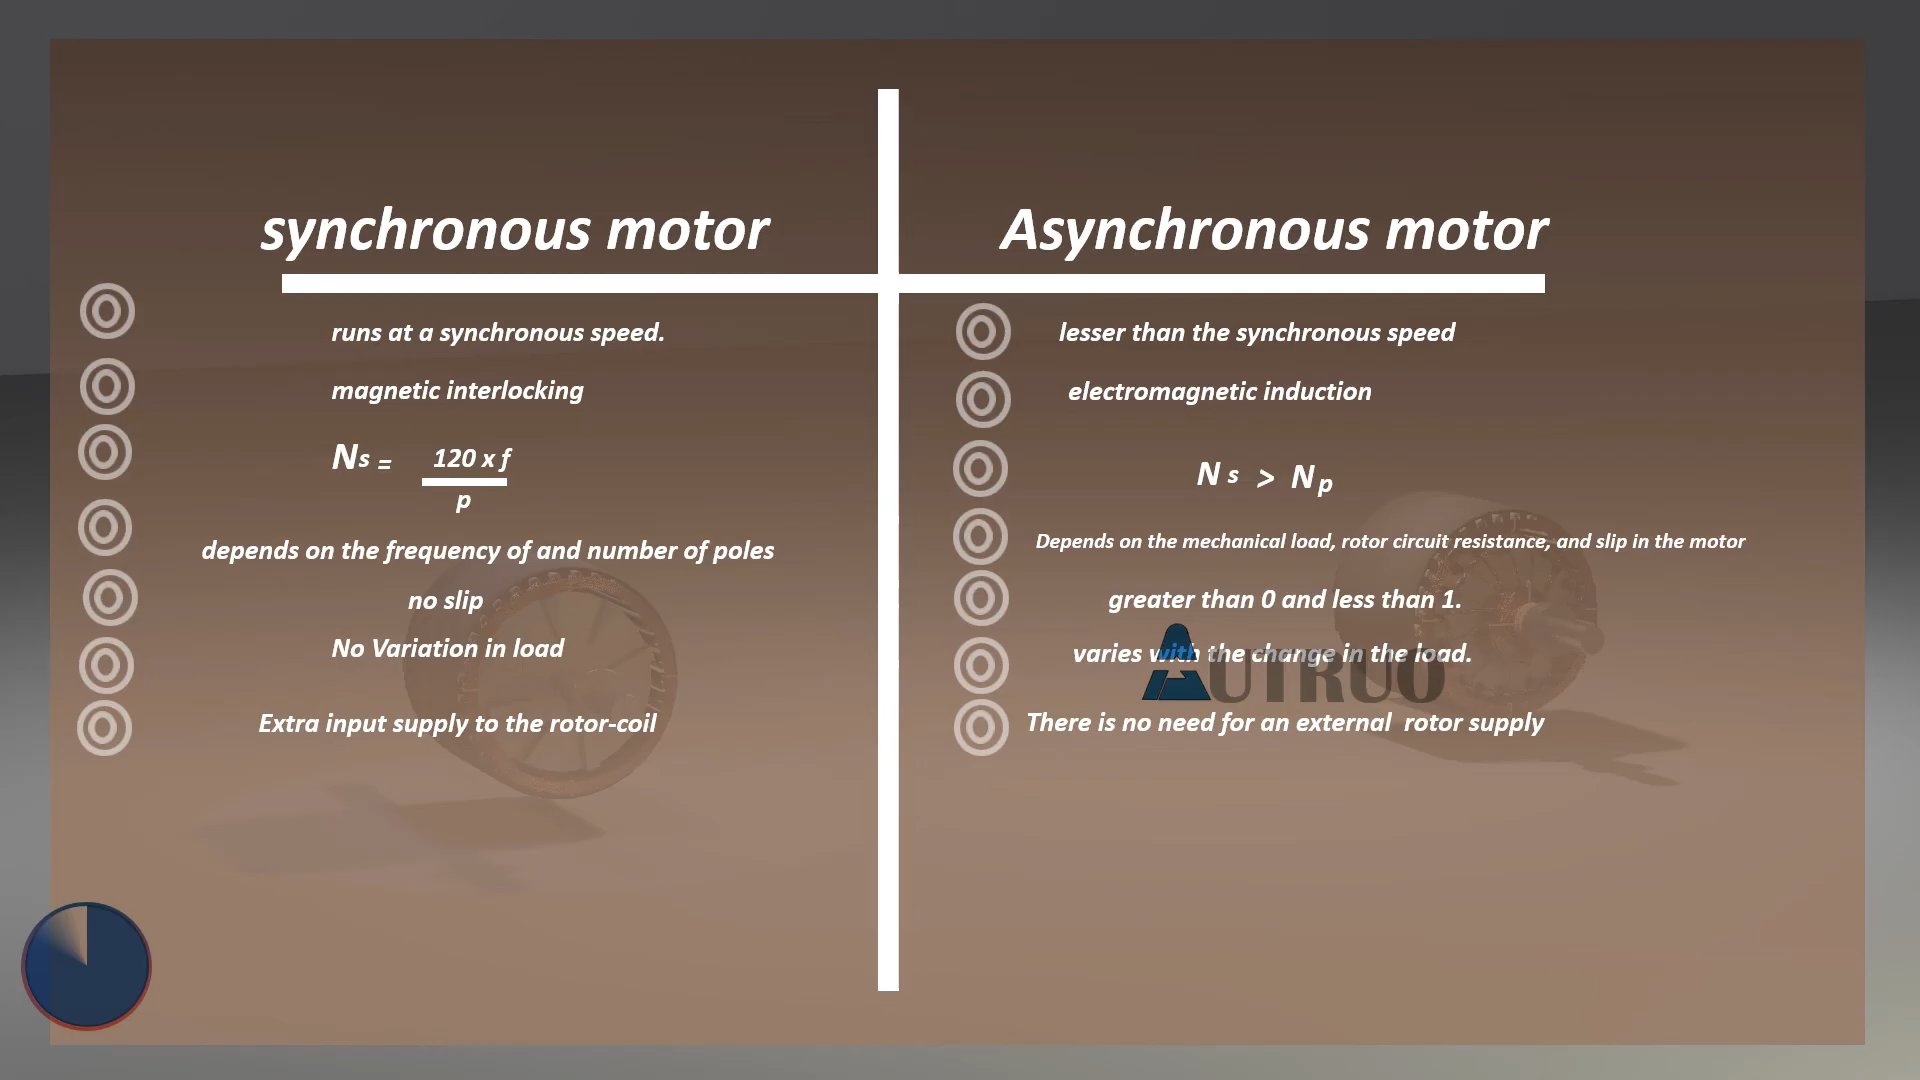 synchronous motor
runs at a synchronous speed.
magnetic interlocking
Ns = 120 x f
p
depends on the frequency of and number of poles
no slip
No Variation in load
Extra input supply to the rotor-coil
Asynchronous motor
lesser than the synchronous speed
electromagnetic induction
N s > N p
Depends on the mechanical load, rotor circuit resistance, and slip in the motor
greater than 0 and less than 1.
varies with the change in the load.
AUTRUO
There is no need for an external rotor supply